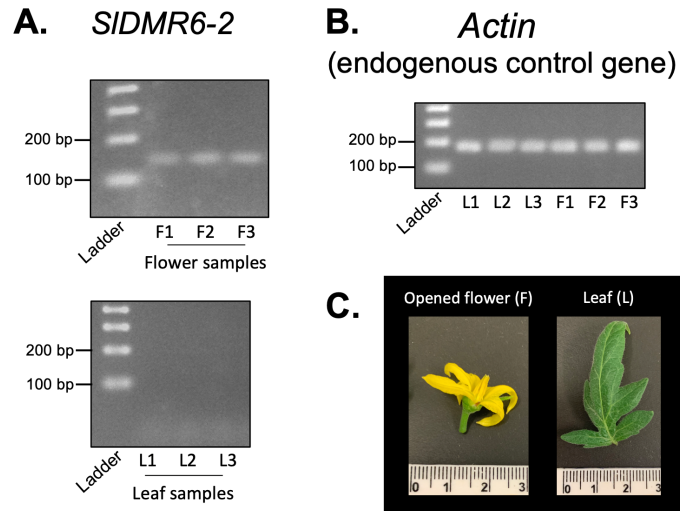 A.
SlDMR6-2
200 bp
100 bp
Ladder
F1 F2 F3
Flower samples
200 bp
100 bp
Ladder
L1 L2 L3
Leaf samples
B.
Actin
(endogenous control gene)
200 bp
100 bp
Ladder
L1 L2 L3 F1 F2 F3
C.
Opened flower (F)
Leaf (L)
0 1 2 3
0 1 2 3